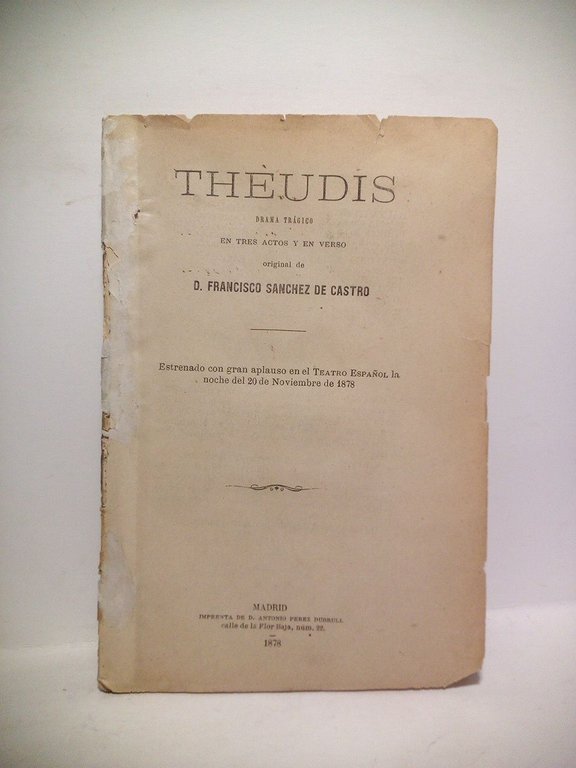 THEUDIS
DRAMA TRÁGICO
EN TRES ACTOS Y EN VERSO
original de
D. FRANCISCO SANCHEZ DE CASTRO
Estrenado con gran aplauso en el TEATRO ESPAÑOL la
noche del 20 de Noviembre de 1878
MADRID
IMPRENTA DE D. ANTONIO PEREZ DUBRULL
calle de la Flor Baja, núm. 22.
1878